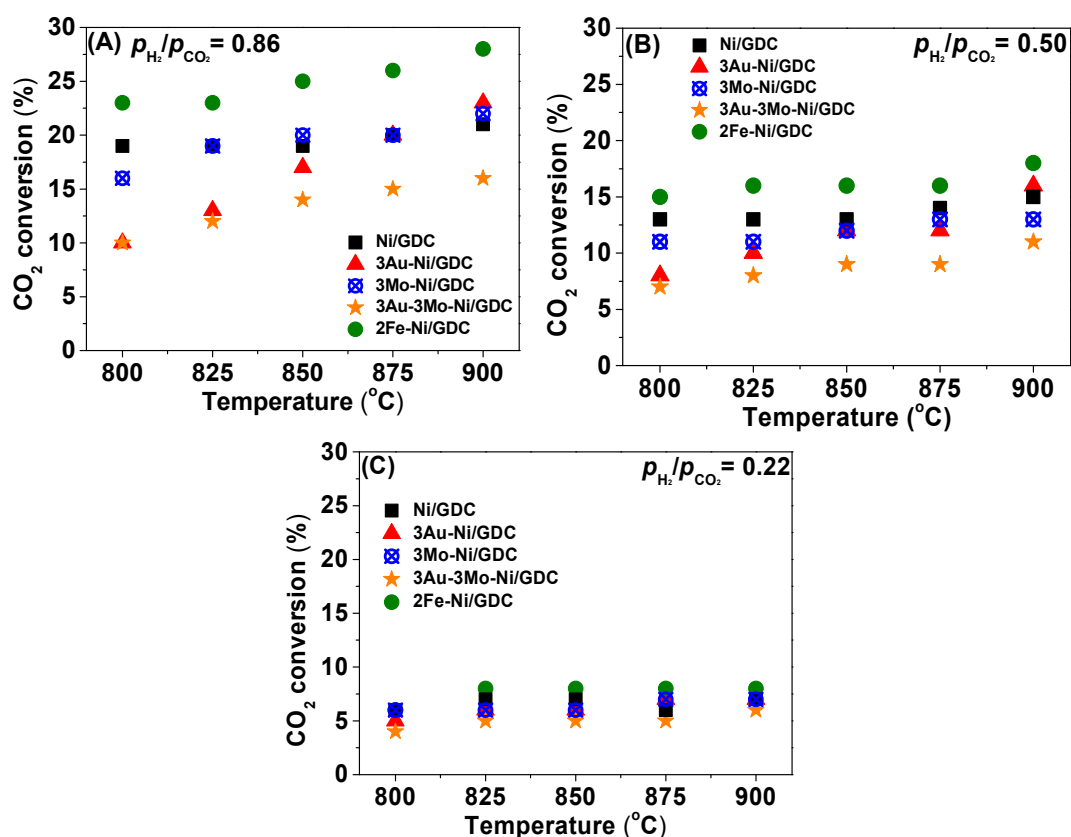 (A) pH₂/pCO₂ = 0.86
30
25
20
15
10
5
0
CO₂ conversion (%)
Ni/GDC
3Au-Ni/GDC
3Mo-Ni/GDC
3Au-3Mo-Ni/GDC
2Fe-Ni/GDC
800 825 850 875 900
Temperature (°C)
(B) pH₂/pCO₂ = 0.50
30
25
20
15
10
5
0
CO₂ conversion (%)
Ni/GDC
3Au-Ni/GDC
3Mo-Ni/GDC
3Au-3Mo-Ni/GDC
2Fe-Ni/GDC
800 825 850 875 900
Temperature (°C)
(C) pH₂/pCO₂ = 0.22
30
25
20
15
10
5
0
CO₂ conversion (%)
Ni/GDC
3Au-Ni/GDC
3Mo-Ni/GDC
3Au-3Mo-Ni/GDC
2Fe-Ni/GDC
800 825 850 875 900
Temperature (°C)